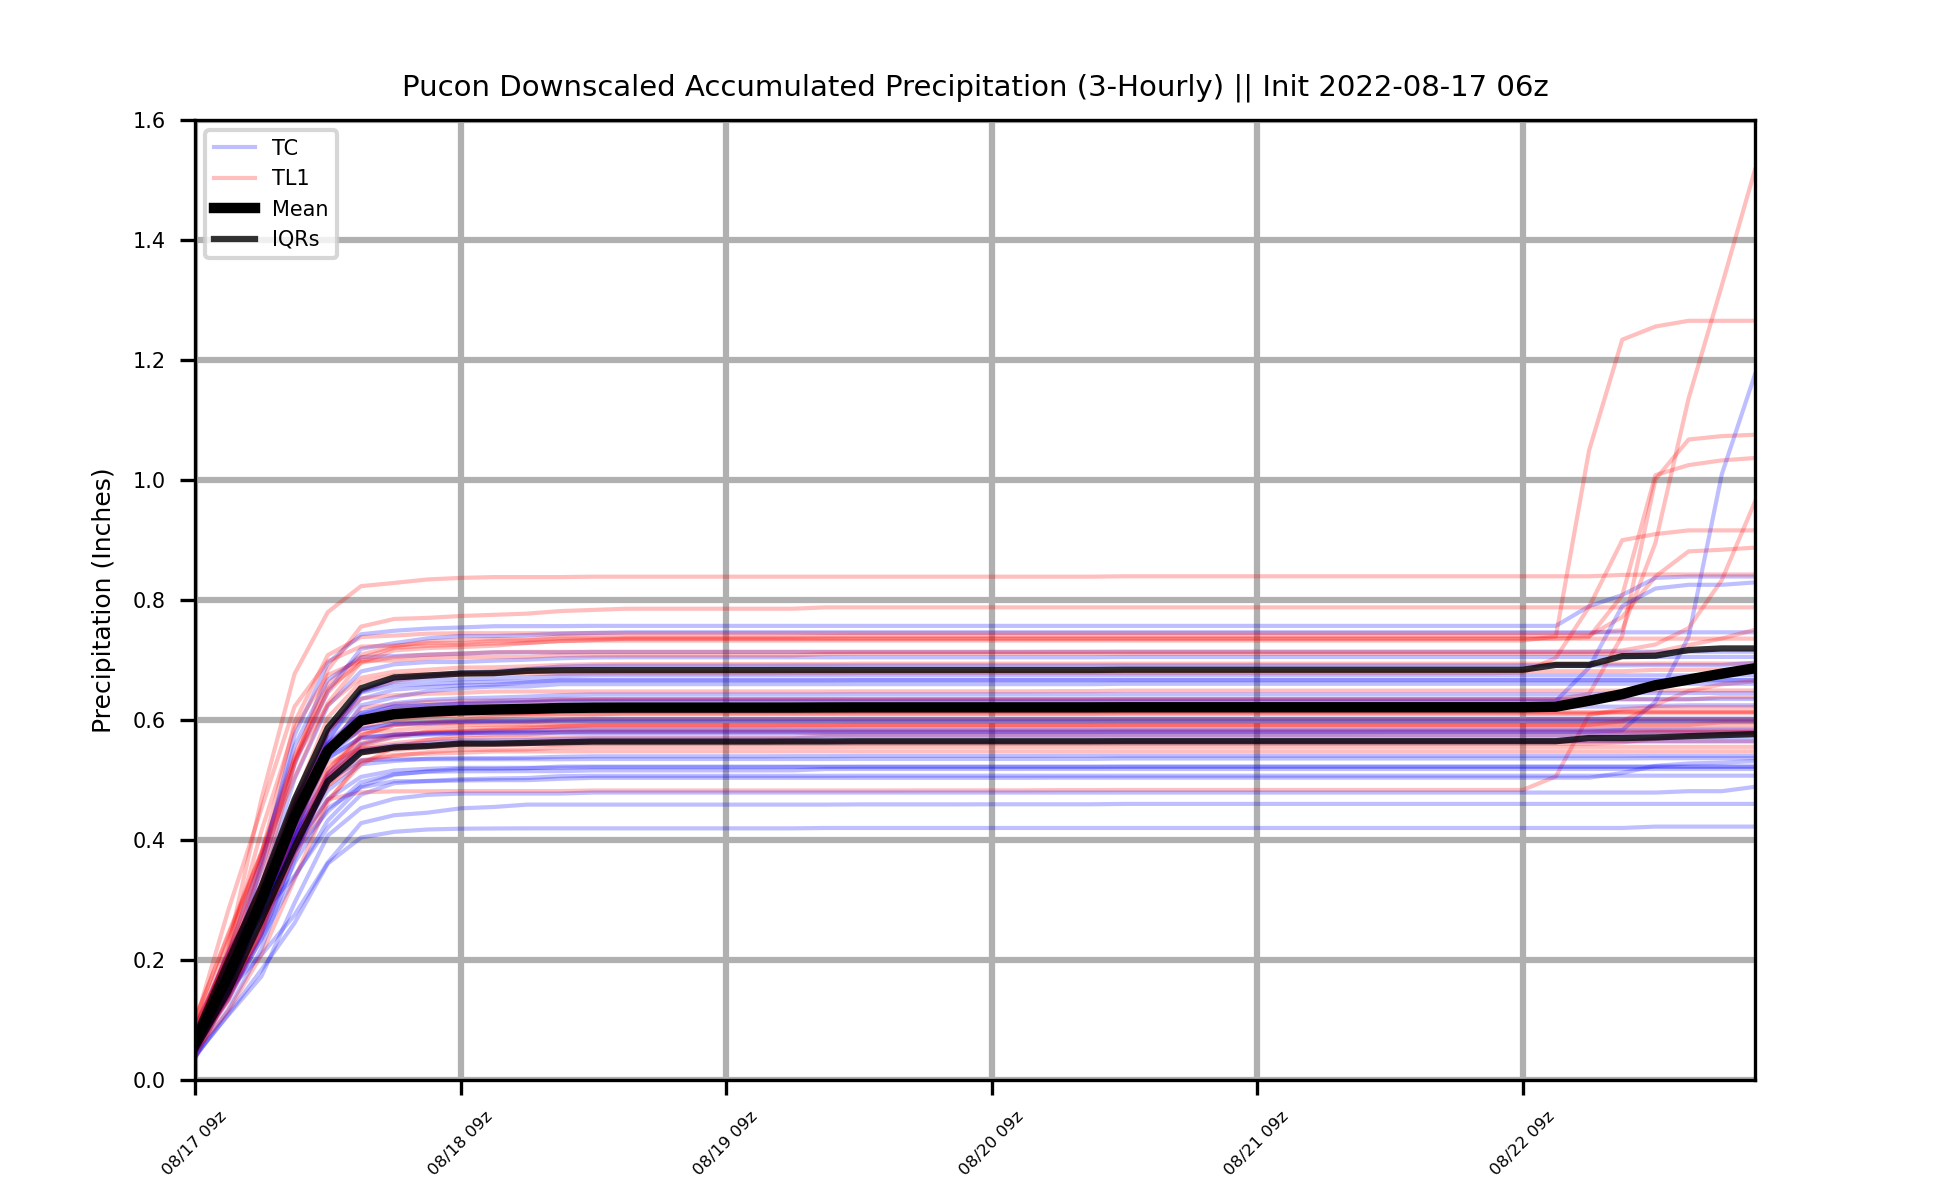 Pucon Downscaled Accumulated Precipitation (3-Hourly) || Init 2022-08-17 06z
TC
TL1
Mean
IQRs
Precipitation (Inches)
1.6
1.4
1.2
1.0
0.8
0.6
0.4
0.2
0.0
08/17 09z
08/18 09z
08/19 09z
08/20 09z
08/21 09z
08/22 09z